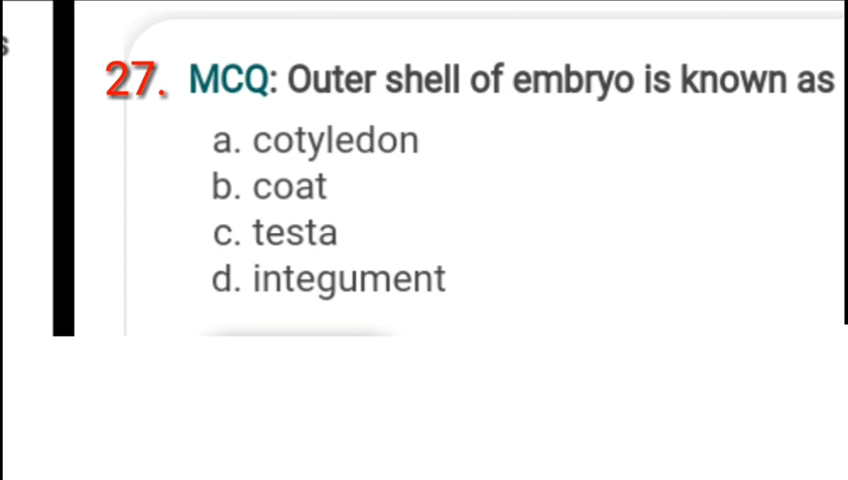 27. MCQ: Outer shell of embryo is known as
a. cotyledon
b. coat
c. testa
d. integument